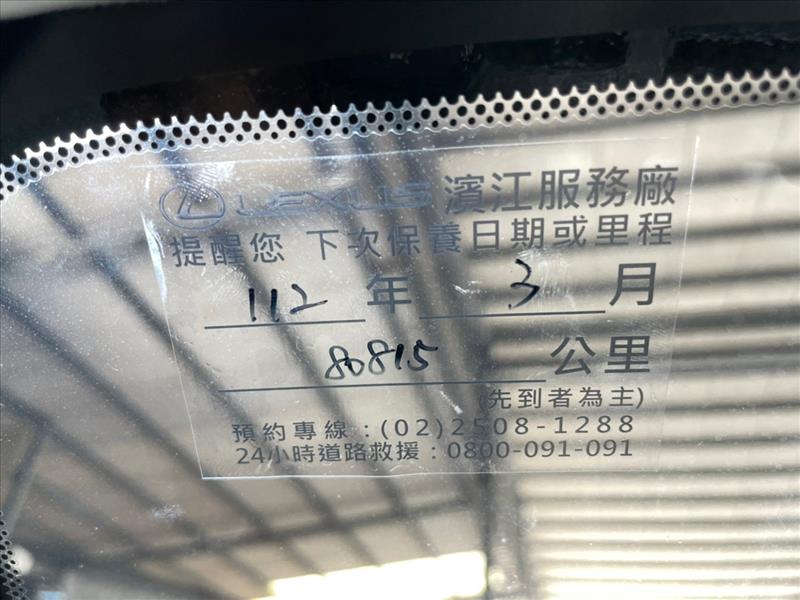 LEXUS 濱江服務廠
提醒您 下次保養日期或里程
112 年 3 月
80815 公里
(先到者為主)
預約專線:(02)2508-1288
24小時道路救援:0800-091-091